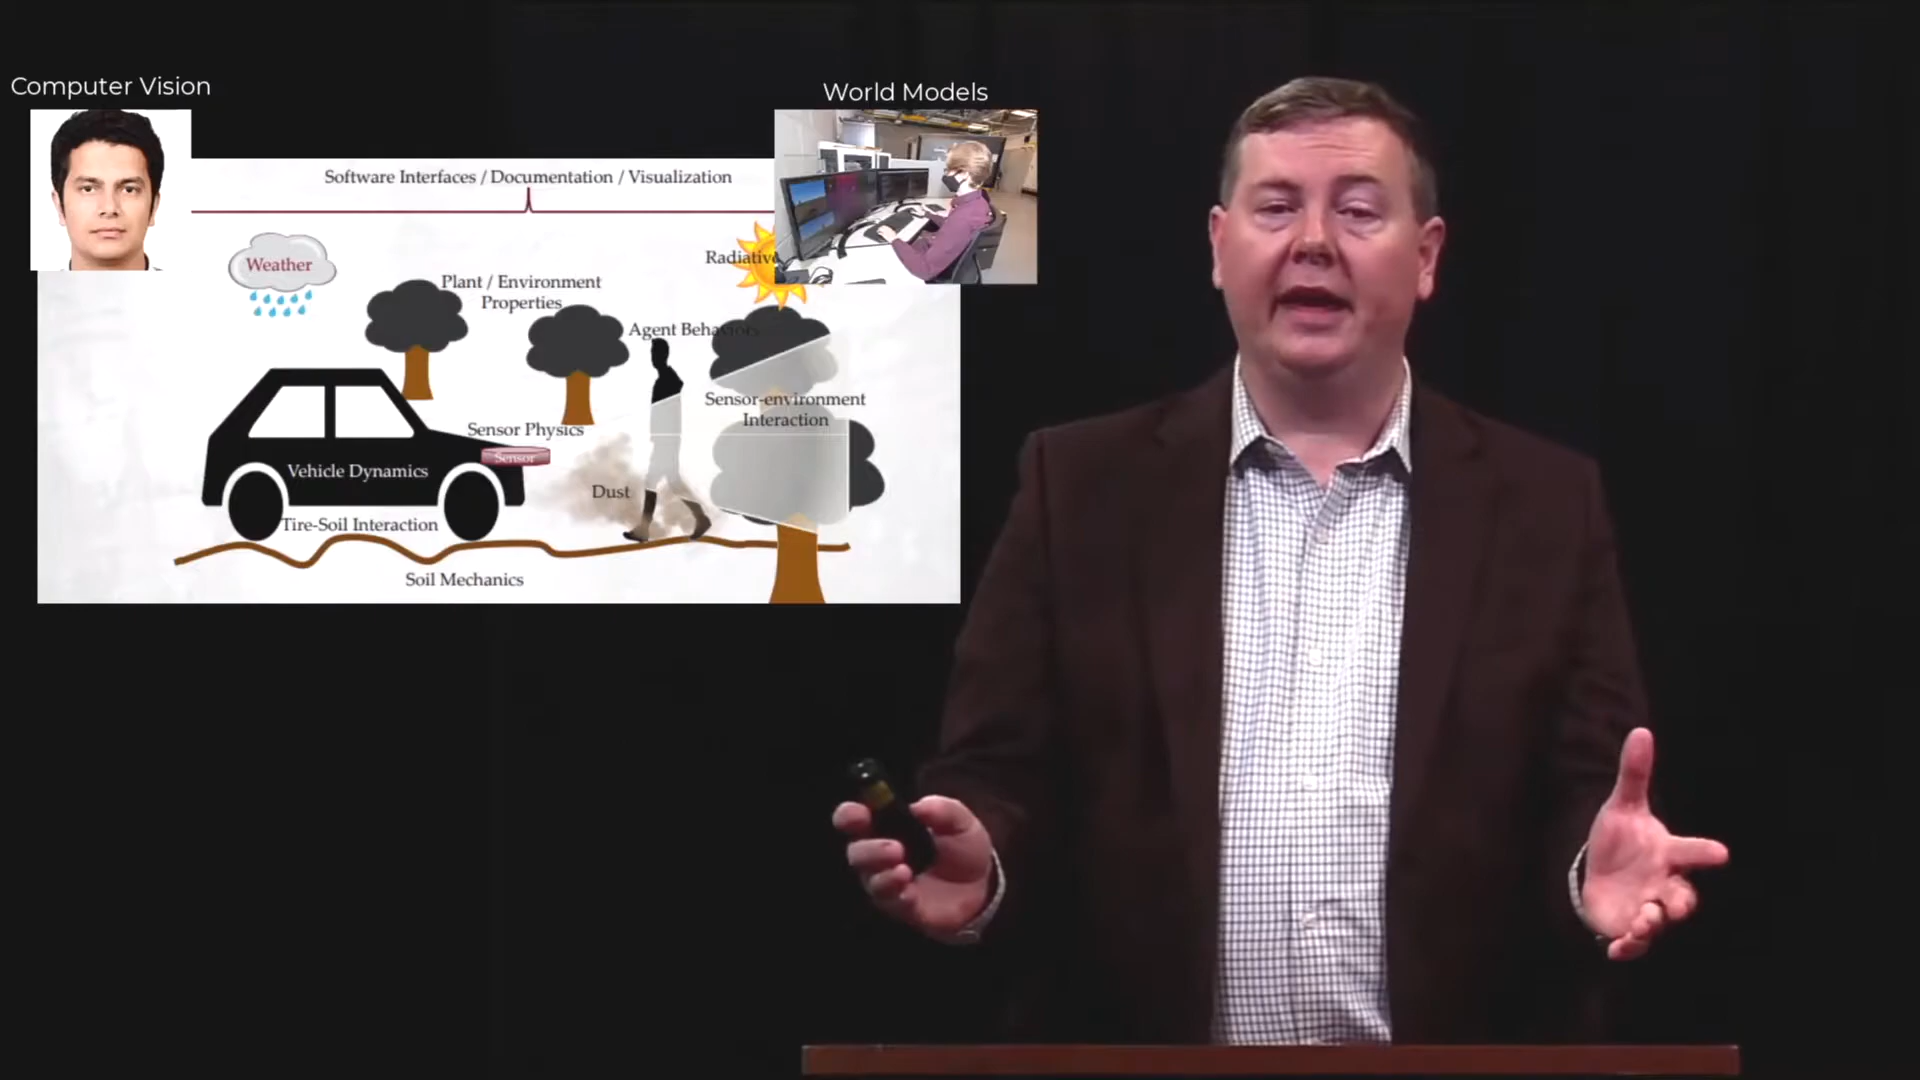 Computer Vision
World Models
Software Interfaces / Documentation / Visualization
Weather
Radiative
Plant / Environment
Properties
Agent Behaviors
Sensor-environment
Interaction
Sensor Physics
Sensor
Vehicle Dynamics
Dust
Tire-Soil Interaction
Soil Mechanics